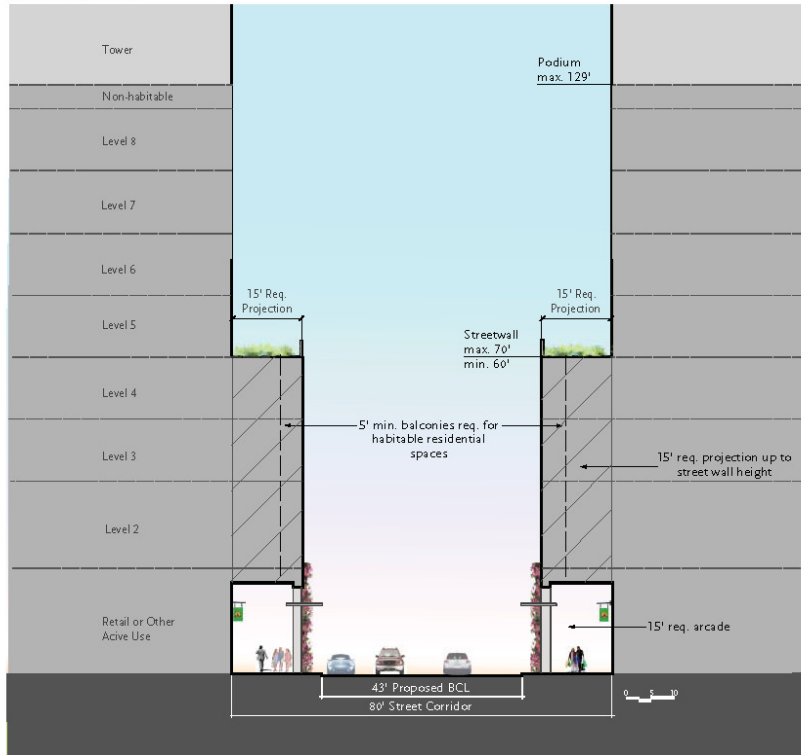 Tower
Podium
max. 129'
Non-habitable
Level 8
Level 7
Level 6
15' Req.
Projection
15' Req.
Projection
Level 5
Streetwall
max. 70'
min. 60'
Level 4
5' min. balconies req. for
habitable residential
spaces
Level 3
15' req. projection up to
street wall height
Level 2
Retail or Other
Acive Use
15' req. arcade
43' Proposed BCL
80' Street Corridor
0 5 10